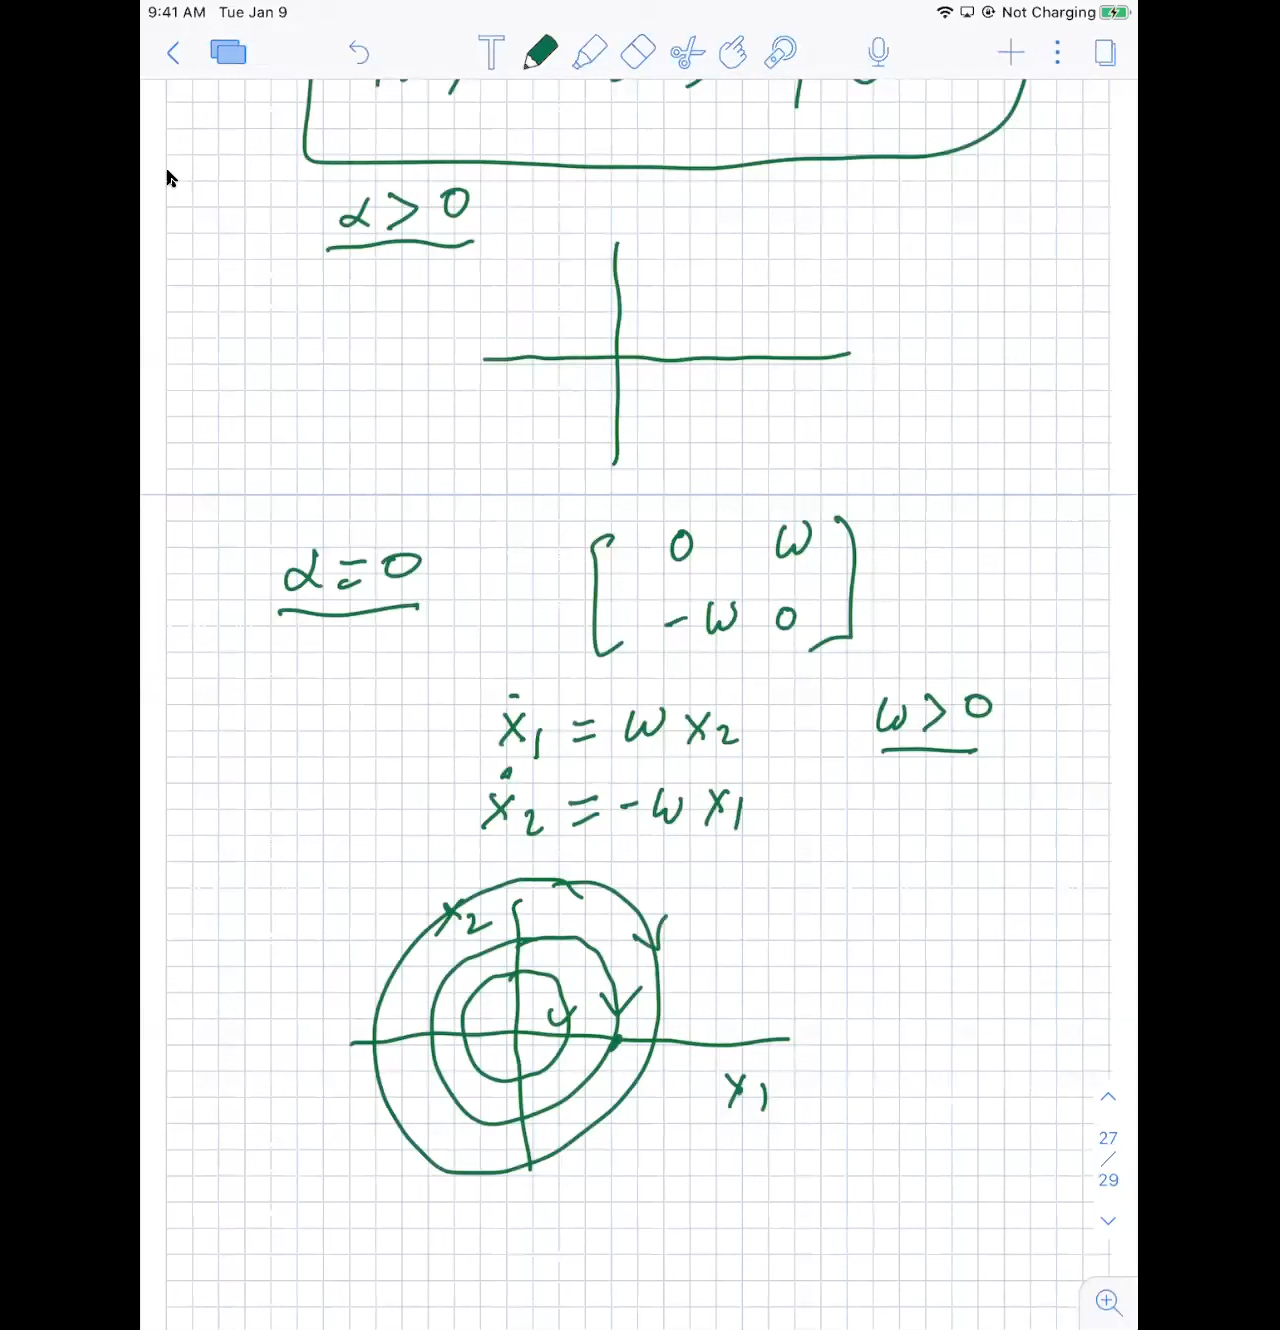 9:41 AM Tue Jan 9
Not Charging
T
α > 0
α = 0
[ 0 ω
-ω 0 ]
ẋ₁ = ω x₂
ω > 0
ẋ₂ = -ω x₁
x₂
x₁
27
/
29